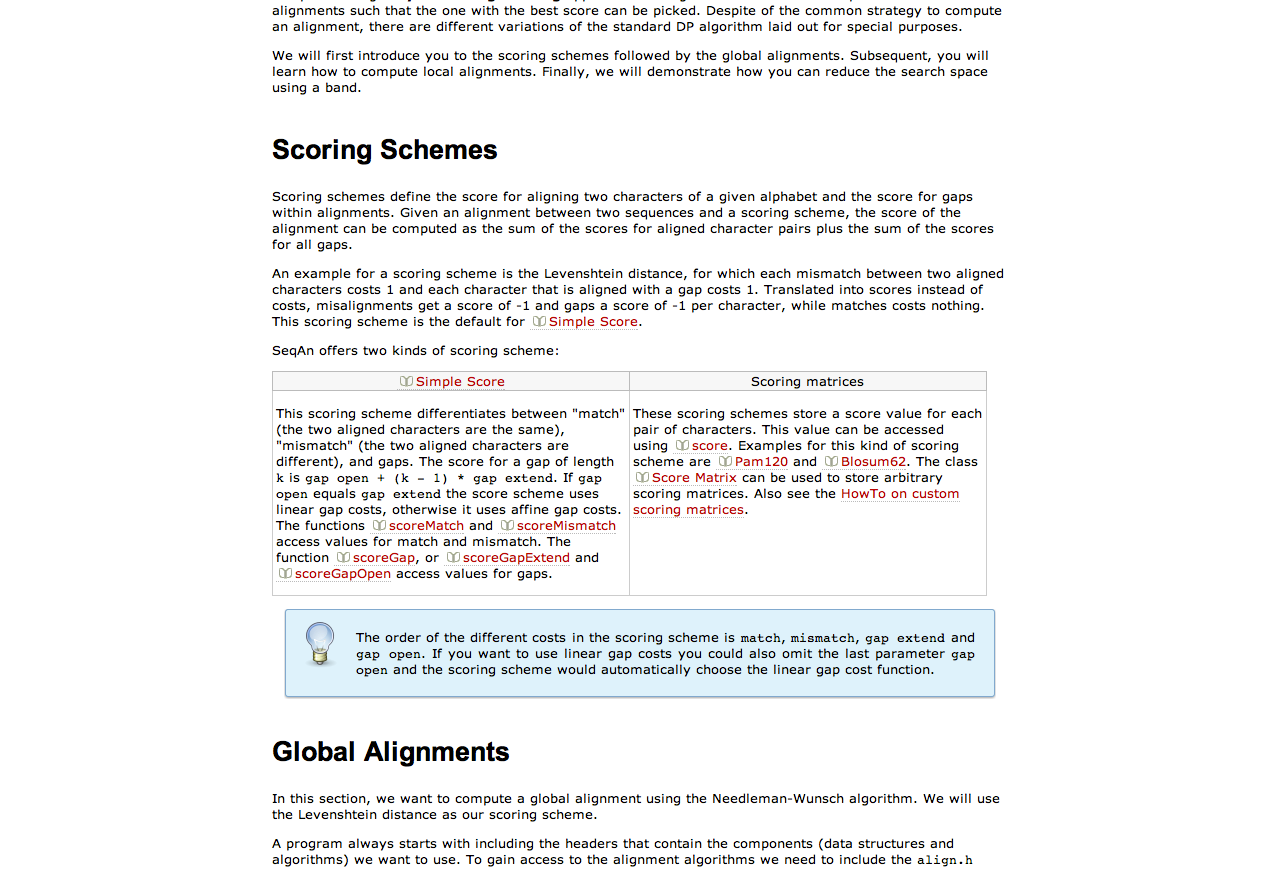 alignments such that the one with the best score can be picked. Despite of the common strategy to compute
an alignment, there are different variations of the standard DP algorithm laid out for special purposes.
We will first introduce you to the scoring schemes followed by the global alignments. Subsequent, you will
learn how to compute local alignments. Finally, we will demonstrate how you can reduce the search space
using a band.
Scoring Schemes
Scoring schemes define the score for aligning two characters of a given alphabet and the score for gaps
within alignments. Given an alignment between two sequences and a scoring scheme, the score of the
alignment can be computed as the sum of the scores for aligned character pairs plus the sum of the scores
for all gaps.
An example for a scoring scheme is the Levenshtein distance, for which each mismatch between two aligned
characters costs 1 and each character that is aligned with a gap costs 1. Translated into scores instead of
costs, misalignments get a score of -1 and gaps a score of -1 per character, while matches costs nothing.
This scoring scheme is the default for Simple Score.
SeqAn offers two kinds of scoring scheme:
Simple Score
This scoring scheme differentiates between "match"
(the two aligned characters are the same),
"mismatch" (the two aligned characters are
different), and gaps. The score for a gap of length
k is gap open + (k - 1) * gap extend. If gap
open equals gap extend the score scheme uses
linear gap costs, otherwise it uses affine gap costs.
The functions scoreMatch and scoreMismatch
access values for match and mismatch. The
function scoreGap, or scoreGapExtend and
scoreGapOpen access values for gaps.
Scoring matrices
These scoring schemes store a score value for each
pair of characters. This value can be accessed
using score. Examples for this kind of scoring
scheme are Pam120 and Blosum62. The class
Score Matrix can be used to store arbitrary
scoring matrices. Also see the HowTo on custom
scoring matrices.
The order of the different costs in the scoring scheme is match, mismatch, gap extend and
gap open. If you want to use linear gap costs you could also omit the last parameter gap
open and the scoring scheme would automatically choose the linear gap cost function.
Global Alignments
In this section, we want to compute a global alignment using the Needleman-Wunsch algorithm. We will use
the Levenshtein distance as our scoring scheme.
A program always starts with including the headers that contain the components (data structures and
algorithms) we want to use. To gain access to the alignment algorithms we need to include the align.h